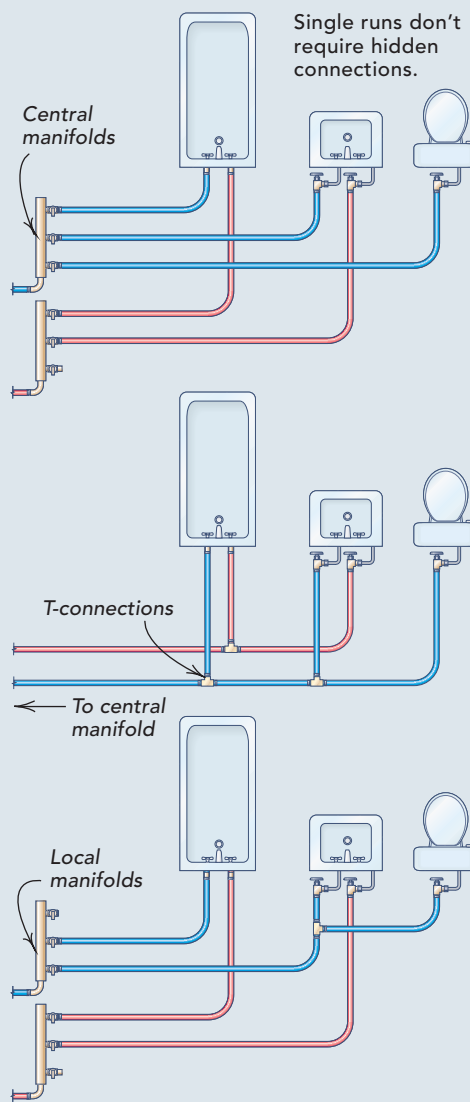 Single runs don’t
require hidden
connections.
Central
manifolds
T-connections
To central
manifold
Local
manifolds